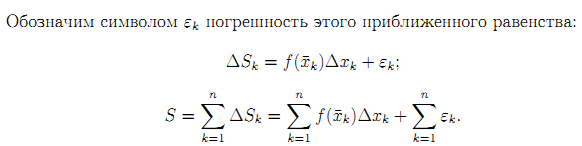 Обозначим символом εₖ погрешность этого приближенного равенства:
ΔSₖ = f(x̄ₖ)Δxₖ + εₖ;
S = ∑ₖ₌₁ⁿ ΔSₖ = ∑ₖ₌₁ⁿ f(x̄ₖ)Δxₖ + ∑ₖ₌₁ⁿ εₖ.